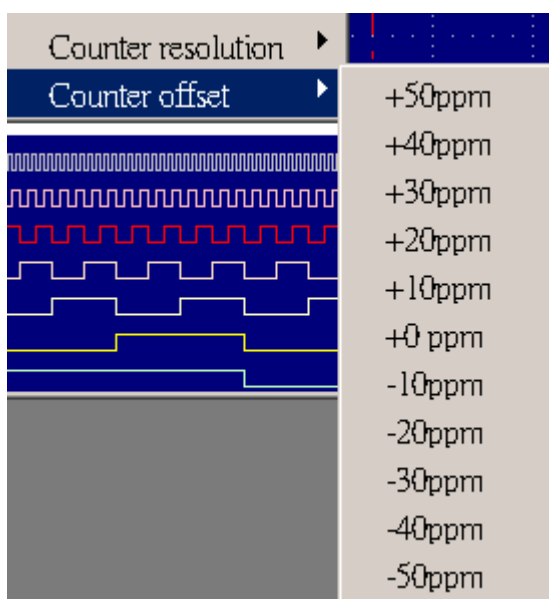 Counter resolution
Counter offset
+50ppm
+40ppm
+30ppm
+20ppm
+10ppm
+0 ppm
-10ppm
-20ppm
-30ppm
-40ppm
-50ppm